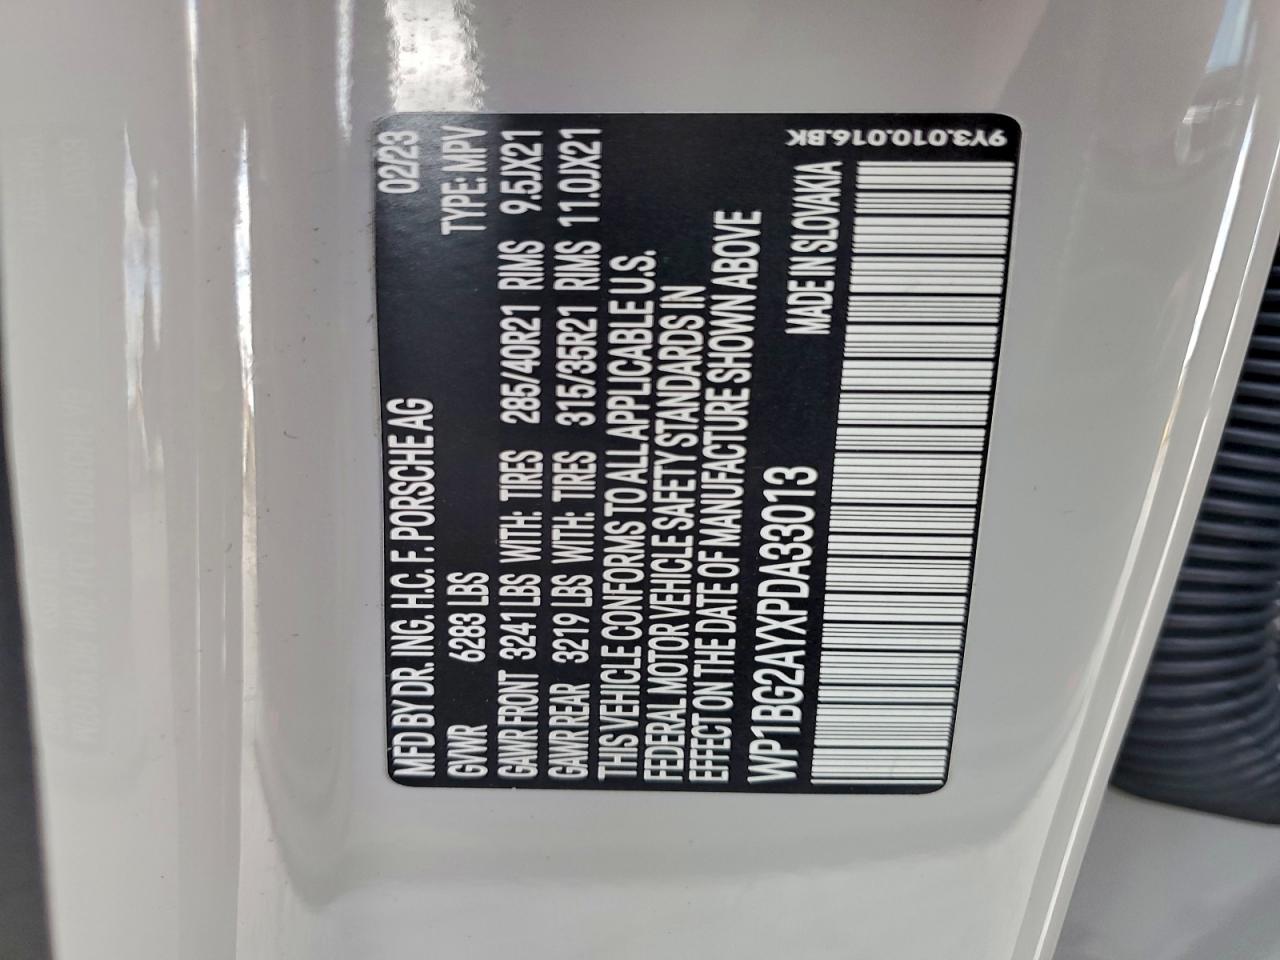 MFD BY DR. ING. H.C. F. PORSCHE AG 02/23
GVWR 6283 LBS TYPE: MPV
GAWR FRONT 3241 LBS WITH: TIRES 285/40R21 RIMS 9.5JX21
GAWR REAR 3219 LBS WITH: TIRES 315/35R21 RIMS 11.0JX21
THIS VEHICLE CONFORMS TO ALL APPLICABLE U.S.
FEDERAL MOTOR VEHICLE SAFETY STANDARDS IN
EFFECT ON THE DATE OF MANUFACTURE SHOWN ABOVE
WP1BG2AYXPDA33013 MADE IN SLOVAKIA
9Y3.010.016.BK